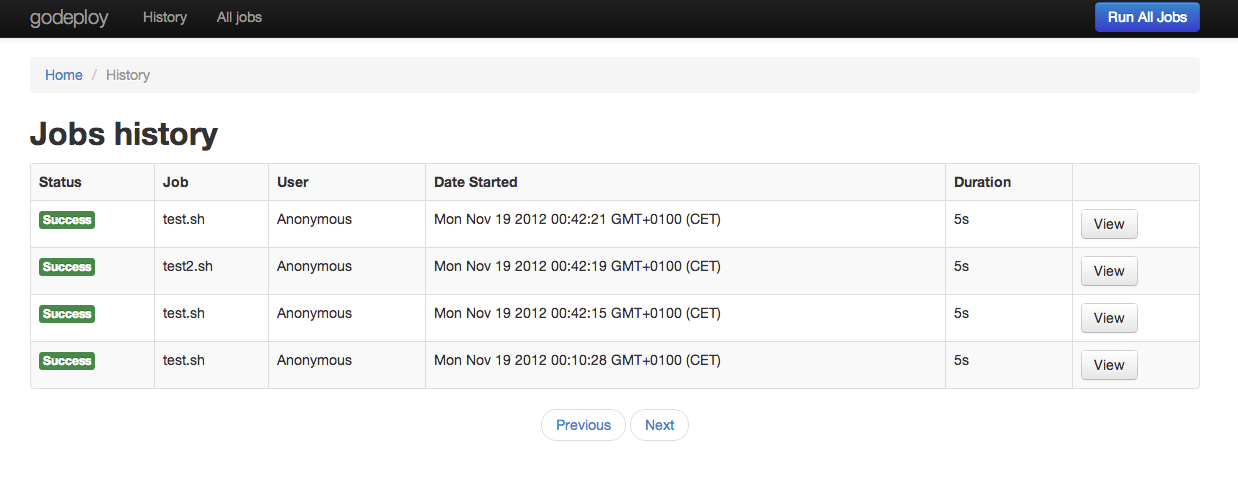 godeploy History All jobs Run All Jobs
Home / History
Jobs history
Status Job User Date Started Duration
Success test.sh Anonymous Mon Nov 19 2012 00:42:21 GMT+0100 (CET) 5s View
Success test2.sh Anonymous Mon Nov 19 2012 00:42:19 GMT+0100 (CET) 5s View
Success test.sh Anonymous Mon Nov 19 2012 00:42:15 GMT+0100 (CET) 5s View
Success test.sh Anonymous Mon Nov 19 2012 00:10:28 GMT+0100 (CET) 5s View
Previous Next